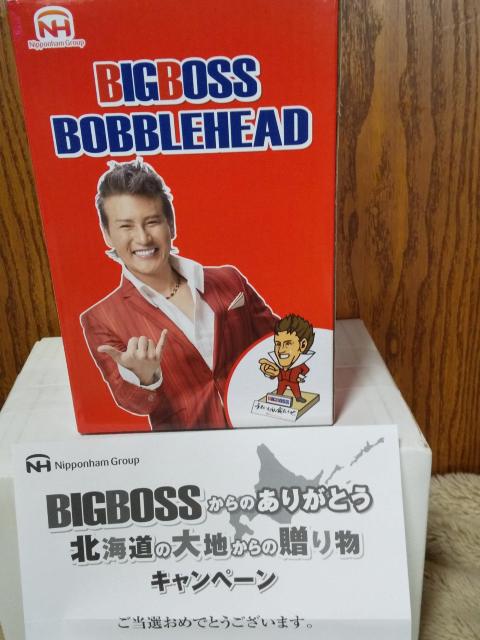 NH
Nipponham Group
BIGBOSS
BOBBLEHEAD
BIGBOSS
NH Nipponham Group
BIGBOSSからのありがとう
北海道の大地からの贈り物
キャンペーン
ご当選おめでとうございます。